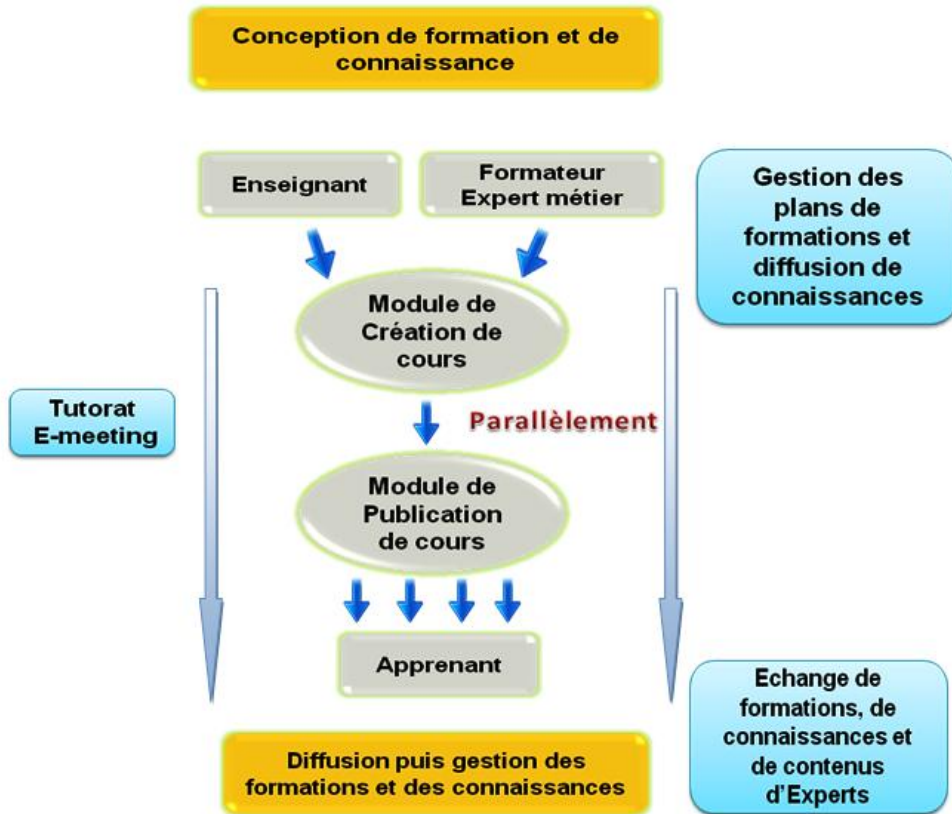 Conception de formation et de
connaissance
Enseignant
Formateur
Expert métier
Gestion des
plans de
formations et
diffusion de
connaissances
Module de
Création de
cours
Tutorat
E-meeting
Parallèlement
Module de
Publication
de cours
Apprenant
Echange de
formations, de
connaissances et
de contenus
d'Experts
Diffusion puis gestion des
formations et des connaissances